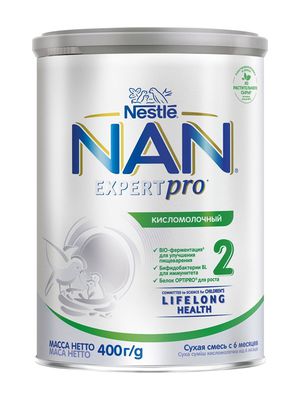 Nestlé
NAN
EXPERTpro
КИСЛОМОЛОЧНЫЙ
2
BIO-ферментация
для улучшения
пищеварения
Бифидобактерии BL
для иммунитета
Белок OPTIPRO для роста
COMMITTED to SCIENCE for CHILDREN'S
LIFELONG
HEALTH
МАССА НЕТТО
МАСА НЕТТО
400г/g
Сухая смесь с 6 месяцев